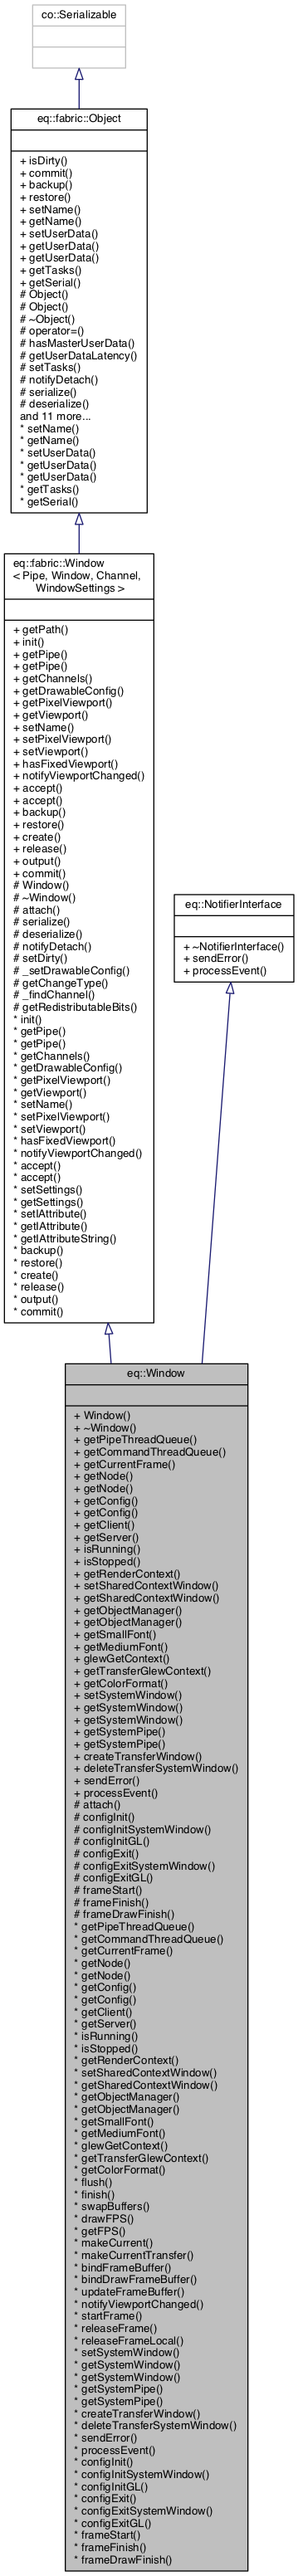 co::Serializable
eq::fabric::Object
+ isDirty()
+ commit()
+ backup()
+ restore()
+ setName()
+ getName()
+ setUserData()
+ getUserData()
+ getUserData()
+ getTasks()
+ getSerial()
# Object()
# Object()
# ~Object()
# operator=()
# hasMasterUserData()
# getUserDataLatency()
# setTasks()
# notifyDetach()
# serialize()
# deserialize()
and 11 more...
* setName()
* getName()
* setUserData()
* getUserData()
* getUserData()
* getTasks()
* getSerial()
eq::fabric::Window
< Pipe, Window, Channel,
WindowSettings >
+ getPath()
+ init()
+ getPipe()
+ getPipe()
+ getChannels()
+ getDrawableConfig()
+ getPixelViewport()
+ getViewport()
+ setName()
+ setPixelViewport()
+ setViewport()
+ hasFixedViewport()
+ notifyViewportChanged()
+ accept()
+ accept()
+ backup()
+ restore()
+ create()
+ release()
+ output()
+ commit()
# Window()
# ~Window()
# attach()
# serialize()
# deserialize()
# notifyDetach()
# setDirty()
# _setDrawableConfig()
# getChangeType()
# _findChannel()
# getRedistributableBits()
* init()
* getPipe()
* getPipe()
* getChannels()
* getDrawableConfig()
* getPixelViewport()
* getViewport()
* setName()
* setPixelViewport()
* setViewport()
* hasFixedViewport()
* notifyViewportChanged()
* accept()
* accept()
* setSettings()
* getSettings()
* setIAttribute()
* getIAttribute()
* getIAttributeString()
* backup()
* restore()
* create()
* release()
* output()
* commit()
eq::NotifierInterface
+ ~NotifierInterface()
+ sendError()
+ processEvent()
eq::Window
+ Window()
+ ~Window()
+ getPipeThreadQueue()
+ getCommandThreadQueue()
+ getCurrentFrame()
+ getNode()
+ getNode()
+ getConfig()
+ getConfig()
+ getClient()
+ getServer()
+ isRunning()
+ isStopped()
+ getRenderContext()
+ setSharedContextWindow()
+ getSharedContextWindow()
+ getObjectManager()
+ getObjectManager()
+ getSmallFont()
+ getMediumFont()
+ glewGetContext()
+ getTransferGlewContext()
+ getColorFormat()
+ setSystemWindow()
+ getSystemWindow()
+ getSystemWindow()
+ getSystemPipe()
+ getSystemPipe()
+ createTransferWindow()
+ deleteTransferSystemWindow()
+ sendError()
+ processEvent()
# attach()
# configInit()
# configInitSystemWindow()
# configInitGL()
# configExit()
# configExitSystemWindow()
# configExitGL()
# frameStart()
# frameFinish()
# frameDrawFinish()
* getPipeThreadQueue()
* getCommandThreadQueue()
* getCurrentFrame()
* getNode()
* getNode()
* getConfig()
* getConfig()
* getClient()
* getServer()
* isRunning()
* isStopped()
* getRenderContext()
* setSharedContextWindow()
* getSharedContextWindow()
* getObjectManager()
* getObjectManager()
* getSmallFont()
* getMediumFont()
* glewGetContext()
* getTransferGlewContext()
* getColorFormat()
* flush()
* finish()
* swapBuffers()
* drawFPS()
* getFPS()
* makeCurrent()
* makeCurrentTransfer()
* bindFrameBuffer()
* bindDrawFrameBuffer()
* updateFrameBuffer()
* notifyViewportChanged()
* startFrame()
* releaseFrame()
* releaseFrameLocal()
* setSystemWindow()
* getSystemWindow()
* getSystemWindow()
* getSystemPipe()
* getSystemPipe()
* createTransferWindow()
* deleteTransferSystemWindow()
* sendError()
* processEvent()
* configInit()
* configInitSystemWindow()
* configInitGL()
* configExit()
* configExitSystemWindow()
* configExitGL()
* frameStart()
* frameFinish()
* frameDrawFinish()